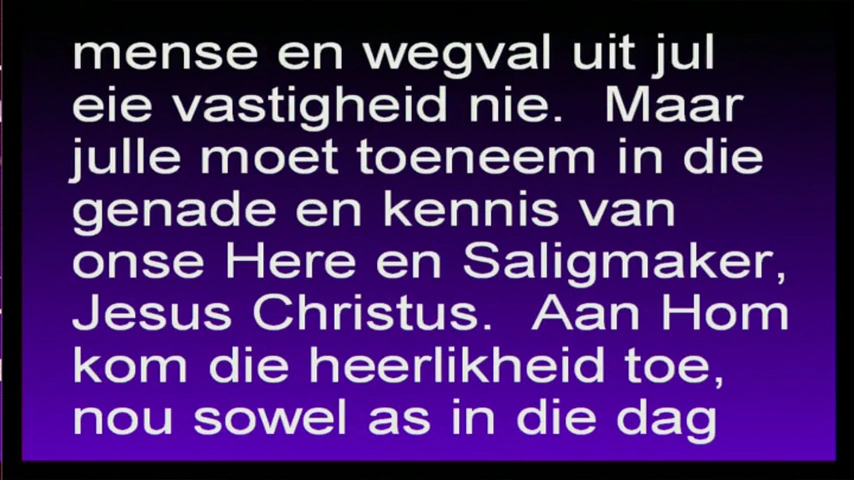 mense en wegval uit jul
eie vastigheid nie. Maar
julle moet toeneem in die
genade en kennis van
onse Here en Saligmaker,
Jesus Christus. Aan Hom
kom die heerlikheid toe,
nou sowel as in die dag